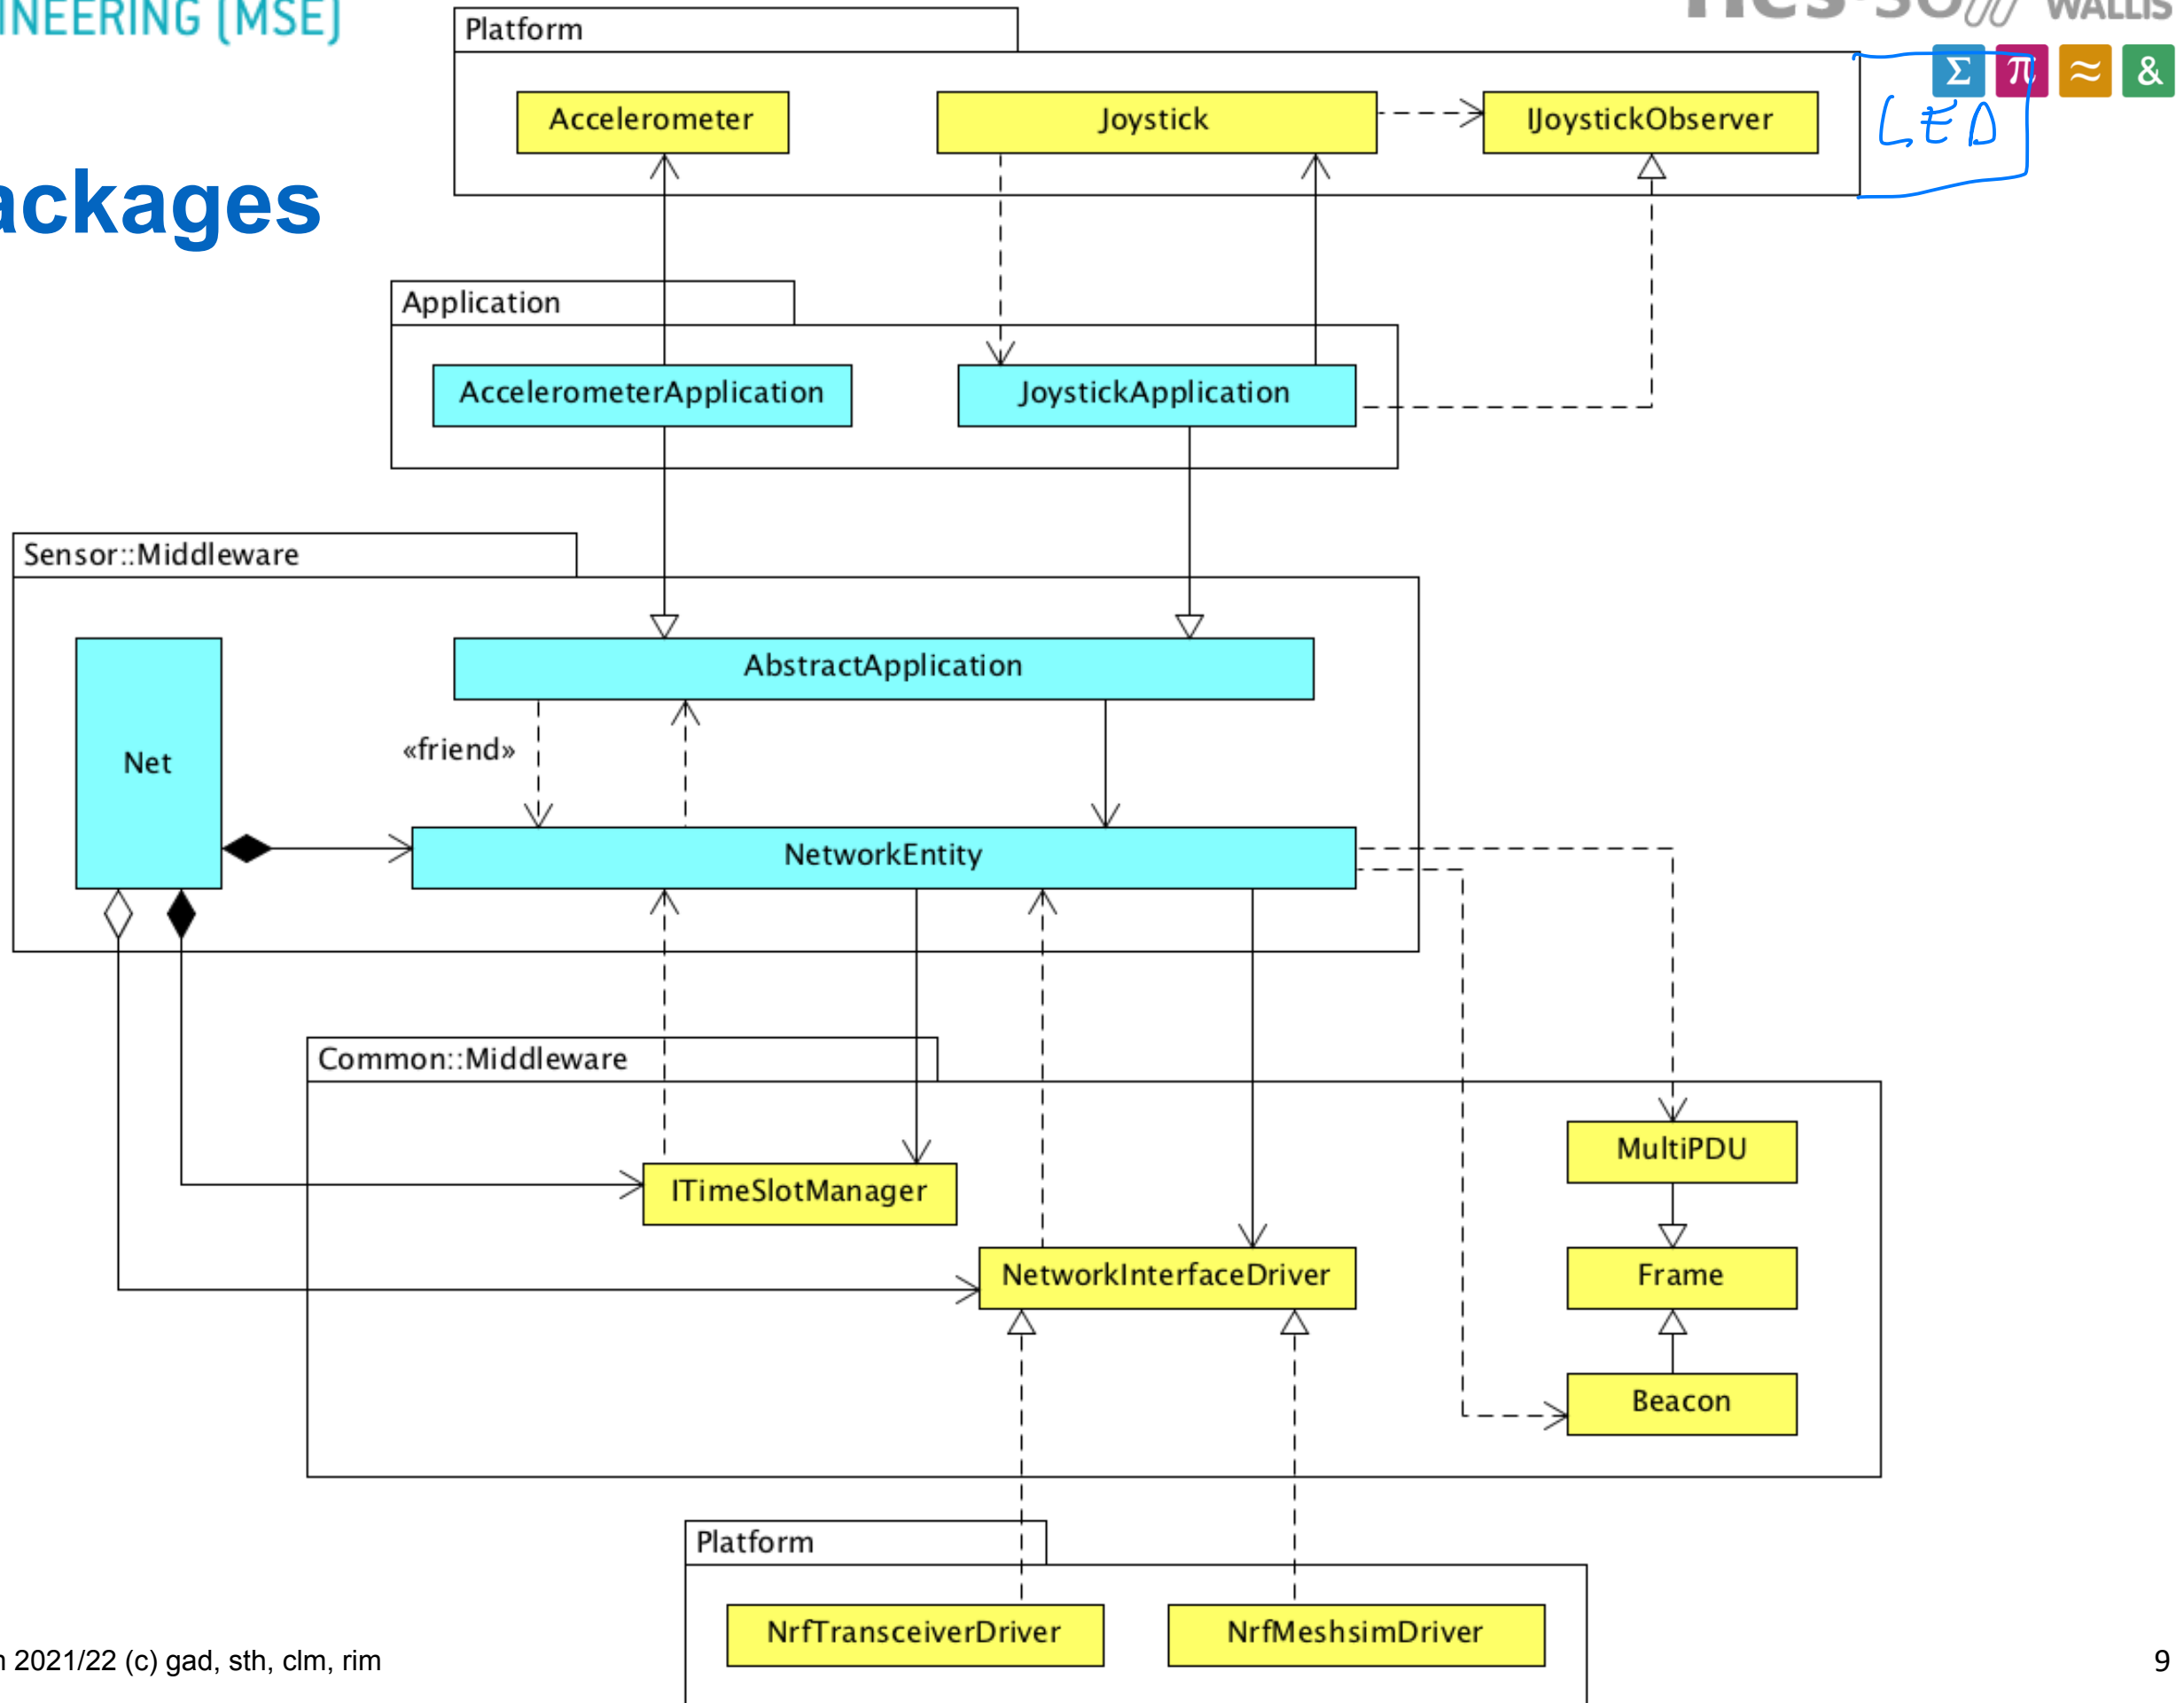 INEERING (MSE)
WALLIS
Σ π ≈ &
LED
ackages
Platform
Accelerometer
Joystick
IJoystickObserver
Application
AccelerometerApplication
JoystickApplication
Sensor::Middleware
AbstractApplication
Net
«friend»
NetworkEntity
Common::Middleware
MultiPDU
ITimeSlotManager
NetworkInterfaceDriver
Frame
Beacon
Platform
NrfTransceiverDriver
NrfMeshsimDriver
2021/22 (c) gad, sth, clm, rim
9